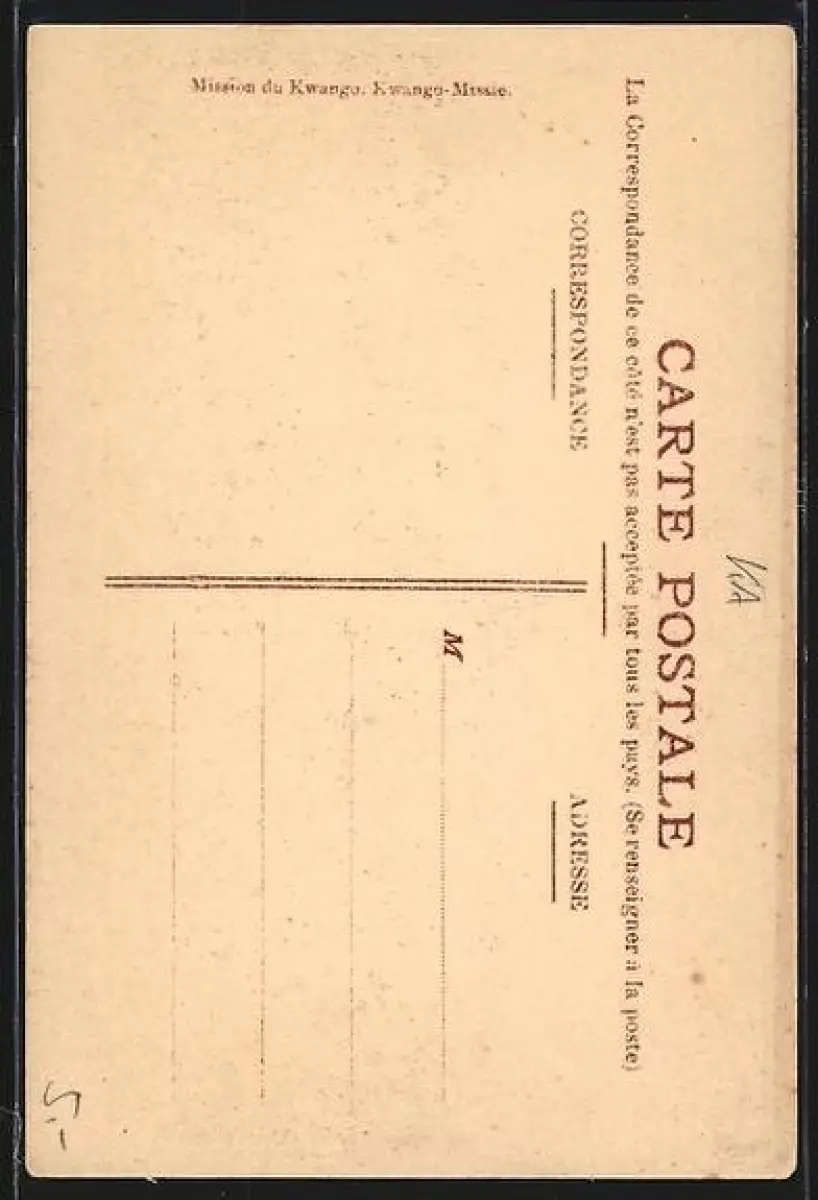 CARTE POSTALE
La Correspondance de ce côté n'est pas acceptée par tous les pays. (Se renseigner à la poste)
CORRESPONDANCE
ADRESSE
M
Mission du Kwango. Kwango-Missie.
5.-